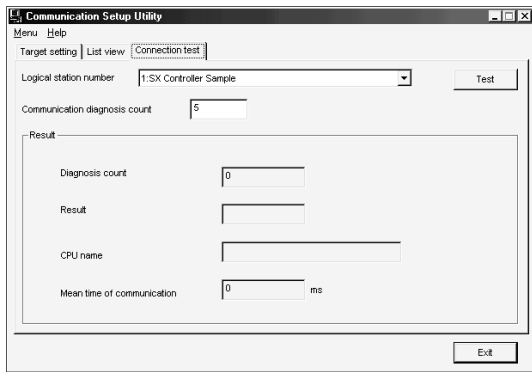 Communication Setup Utility
Menu Help
Target setting List view Connection test
Logical station number 1:SX Controller Sample Test
Communication diagnosis count 5
Result
Diagnosis count 0
Result
CPU name
Mean time of communication 0 ms
Exit